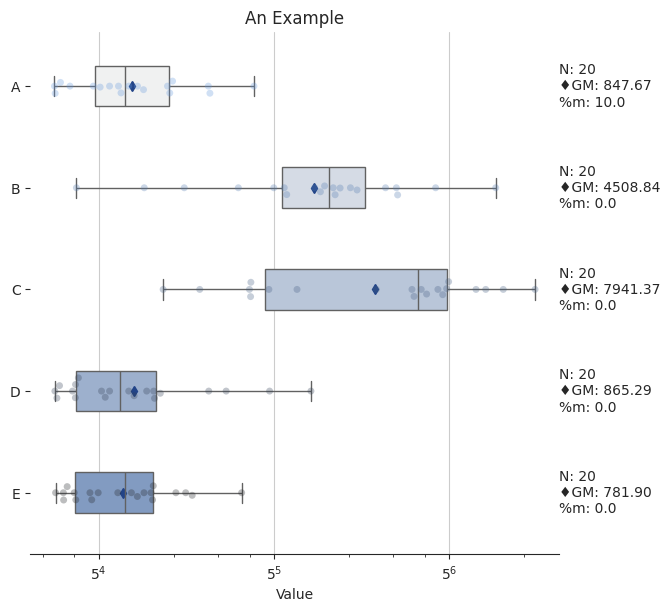 An Example
A
N: 20
♦GM: 847.67
%m: 10.0
B
N: 20
♦GM: 4508.84
%m: 0.0
C
N: 20
♦GM: 7941.37
%m: 0.0
D
N: 20
♦GM: 865.29
%m: 0.0
E
N: 20
♦GM: 781.90
%m: 0.0
5⁴ 5⁵ 5⁶
Value